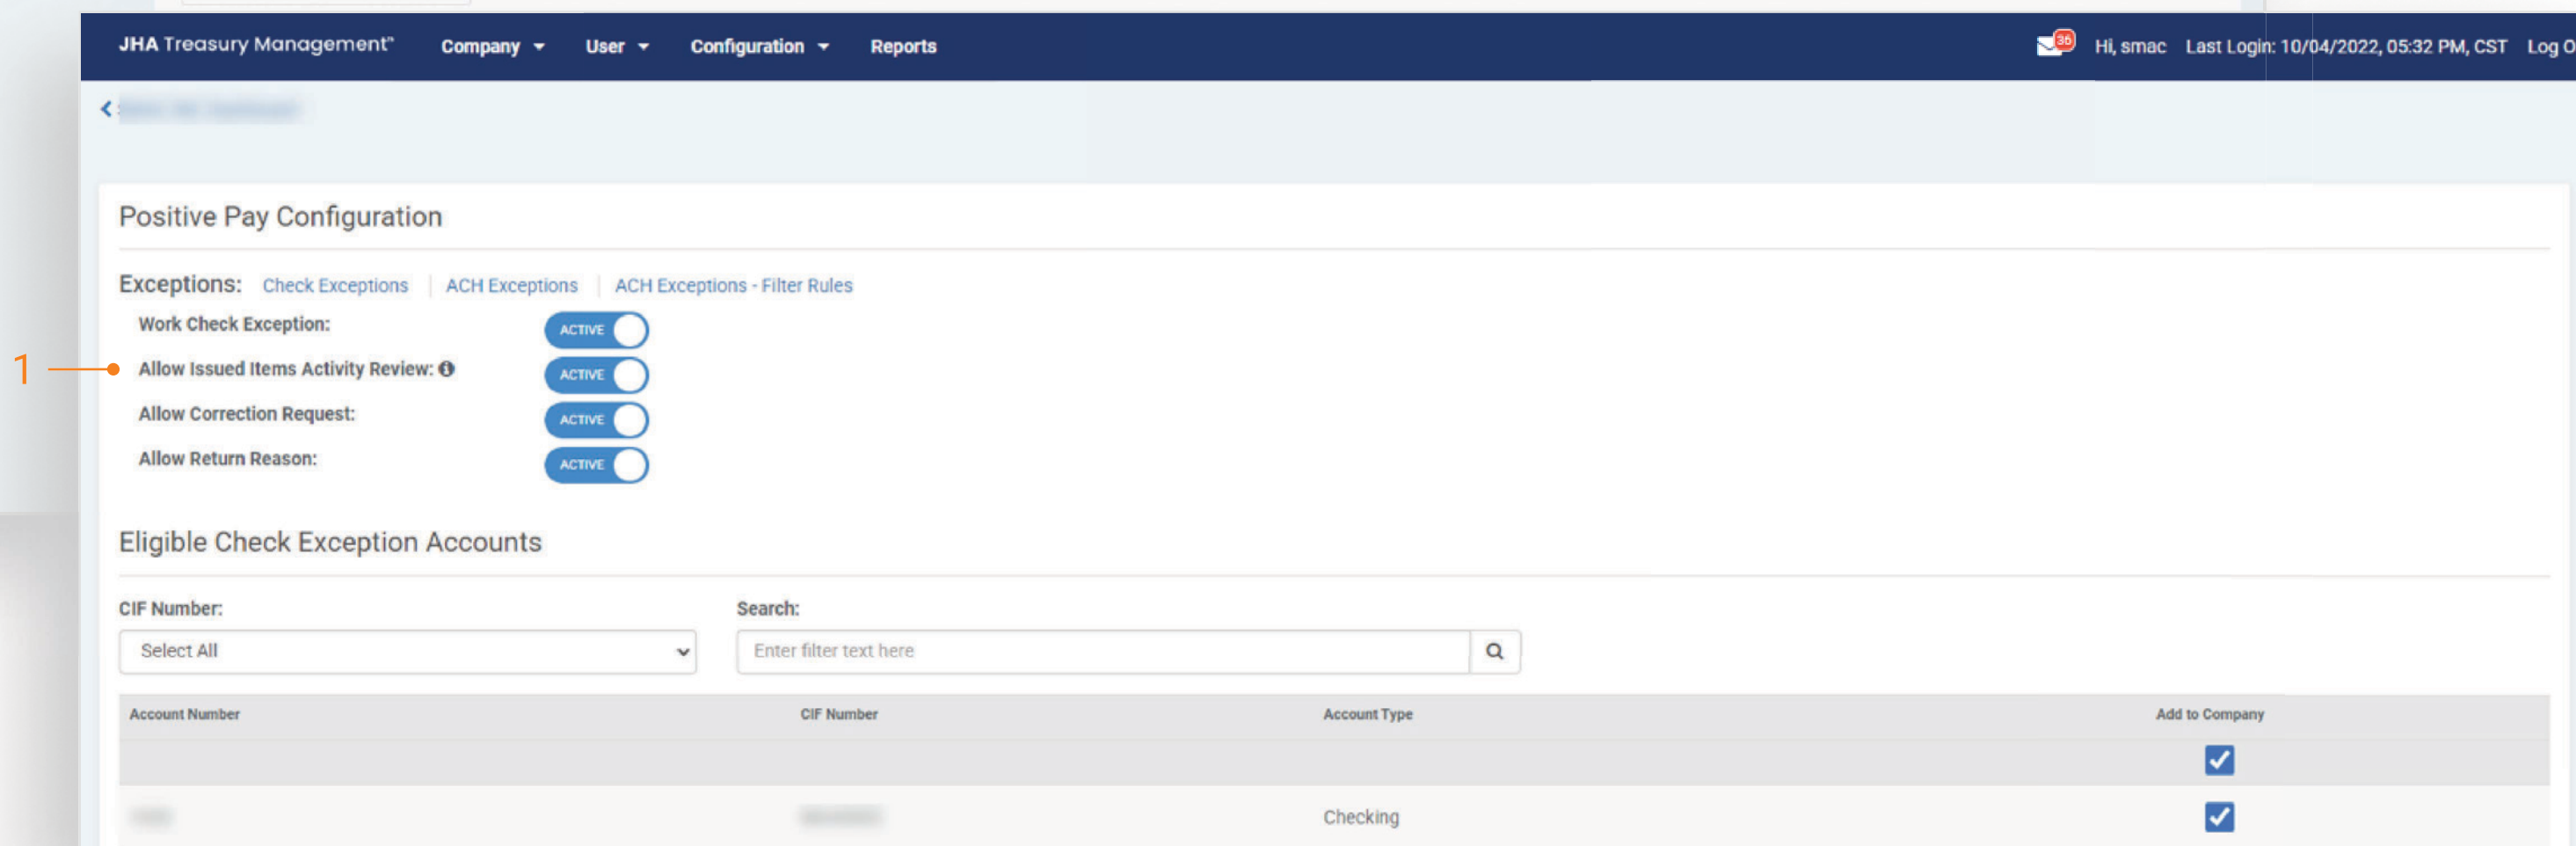 JHA Treasury Management™ Company User Configuration Reports 36 Hi, smac Last Login: 10/04/2022, 05:32 PM, CST Log O
Positive Pay Configuration
Exceptions: Check Exceptions | ACH Exceptions | ACH Exceptions - Filter Rules
Work Check Exception: ACTIVE
1 Allow Issued Items Activity Review: ACTIVE
Allow Correction Request: ACTIVE
Allow Return Reason: ACTIVE
Eligible Check Exception Accounts
CIF Number: Search:
Select All Enter filter text here
Account Number CIF Number Account Type Add to Company
Checking